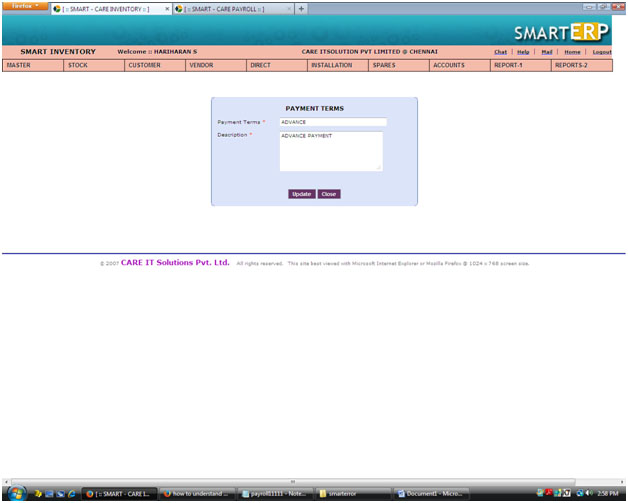 Firefox
[ :: SMART - CARE INVENTORY :: ]
[ :: SMART - CARE PAYROLL :: ]
SMARTERP
SMART INVENTORY
Welcome :: HARIHARAN S
CARE ITSOLUTION PVT LIMITED @ CHENNAI
Chat | Help | Mail | Home | Logout
MASTER STOCK CUSTOMER VENDOR DIRECT INSTALLATION SPARES ACCOUNTS REPORT-1 REPORTS-2
PAYMENT TERMS
Payment Terms * ADVANCE
Description * ADVANCE PAYMENT
Update Close
© 2007 CARE IT Solutions Pvt. Ltd. All rights reserved. This site best viewed with Microsoft Internet Explorer or Mozilla Firefox @ 1024 x 768 screen size.
[ :: SMART - CARE I... how to understand ... payroll11111 - Note... smarterror Document1 - Micro... 2:58 PM